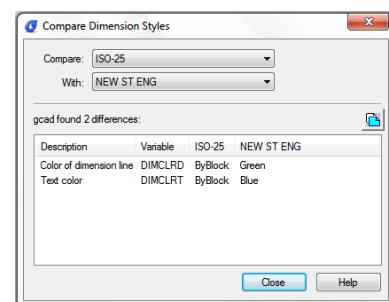 Compare Dimension Styles
Compare: ISO-25
With: NEW ST ENG
gcad found 2 differences:
Description Variable ISO-25 NEW ST ENG
Color of dimension line DIMCLRD ByBlock Green
Text color DIMCLRT ByBlock Blue
Close Help